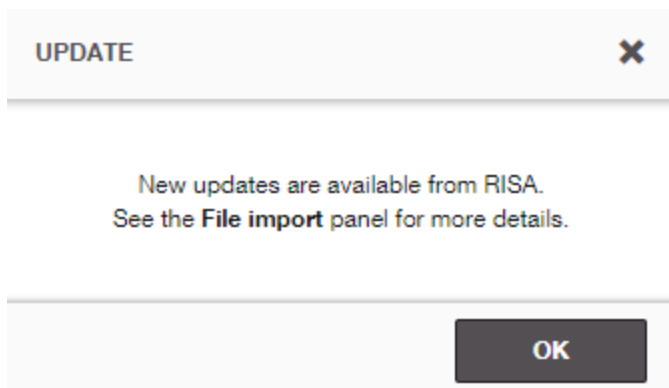 UPDATE
New updates are available from RISA.
See the File import panel for more details.
OK